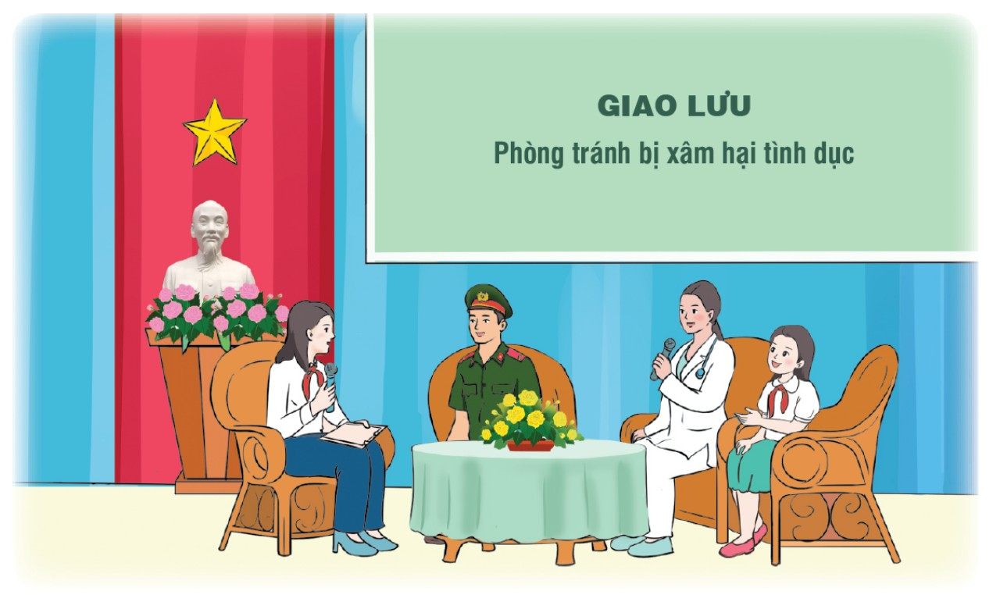 GIAO LƯU
Phòng tránh bị xâm hại tình dục